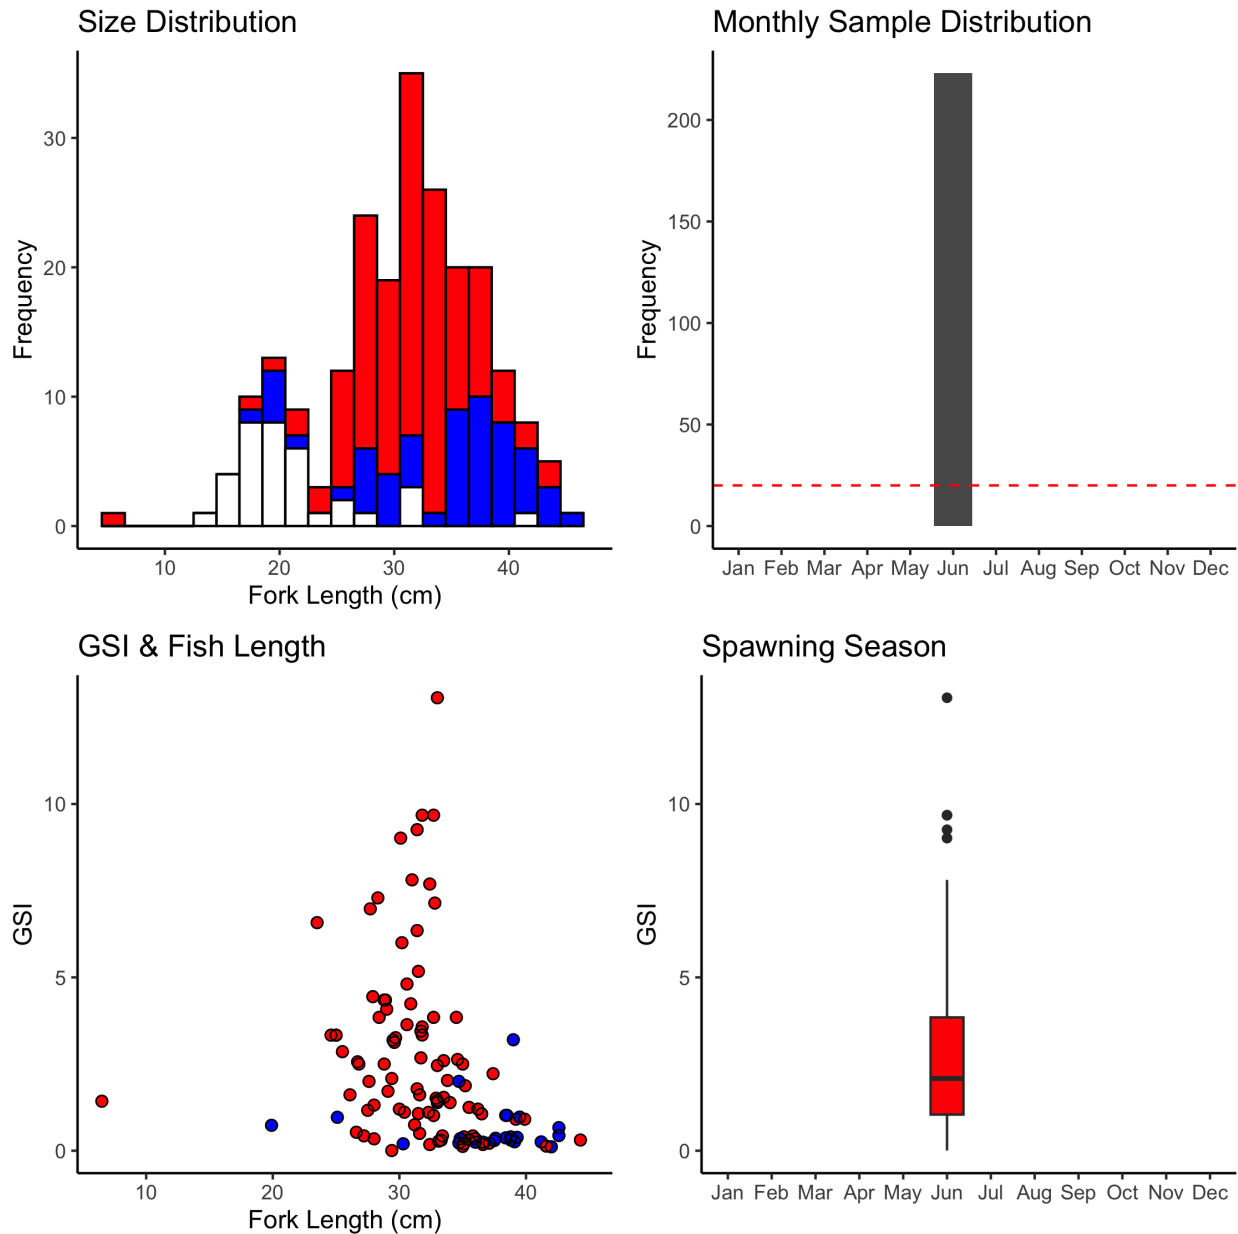 Size Distribution
Frequency
30
20
10
0
10 20 30 40
Fork Length (cm)
Monthly Sample Distribution
Frequency
200
150
100
50
0
Jan Feb Mar Apr May Jun Jul Aug Sep Oct Nov Dec
GSI & Fish Length
GSI
10
5
0
10 20 30 40
Fork Length (cm)
Spawning Season
GSI
10
5
0
Jan Feb Mar Apr May Jun Jul Aug Sep Oct Nov Dec